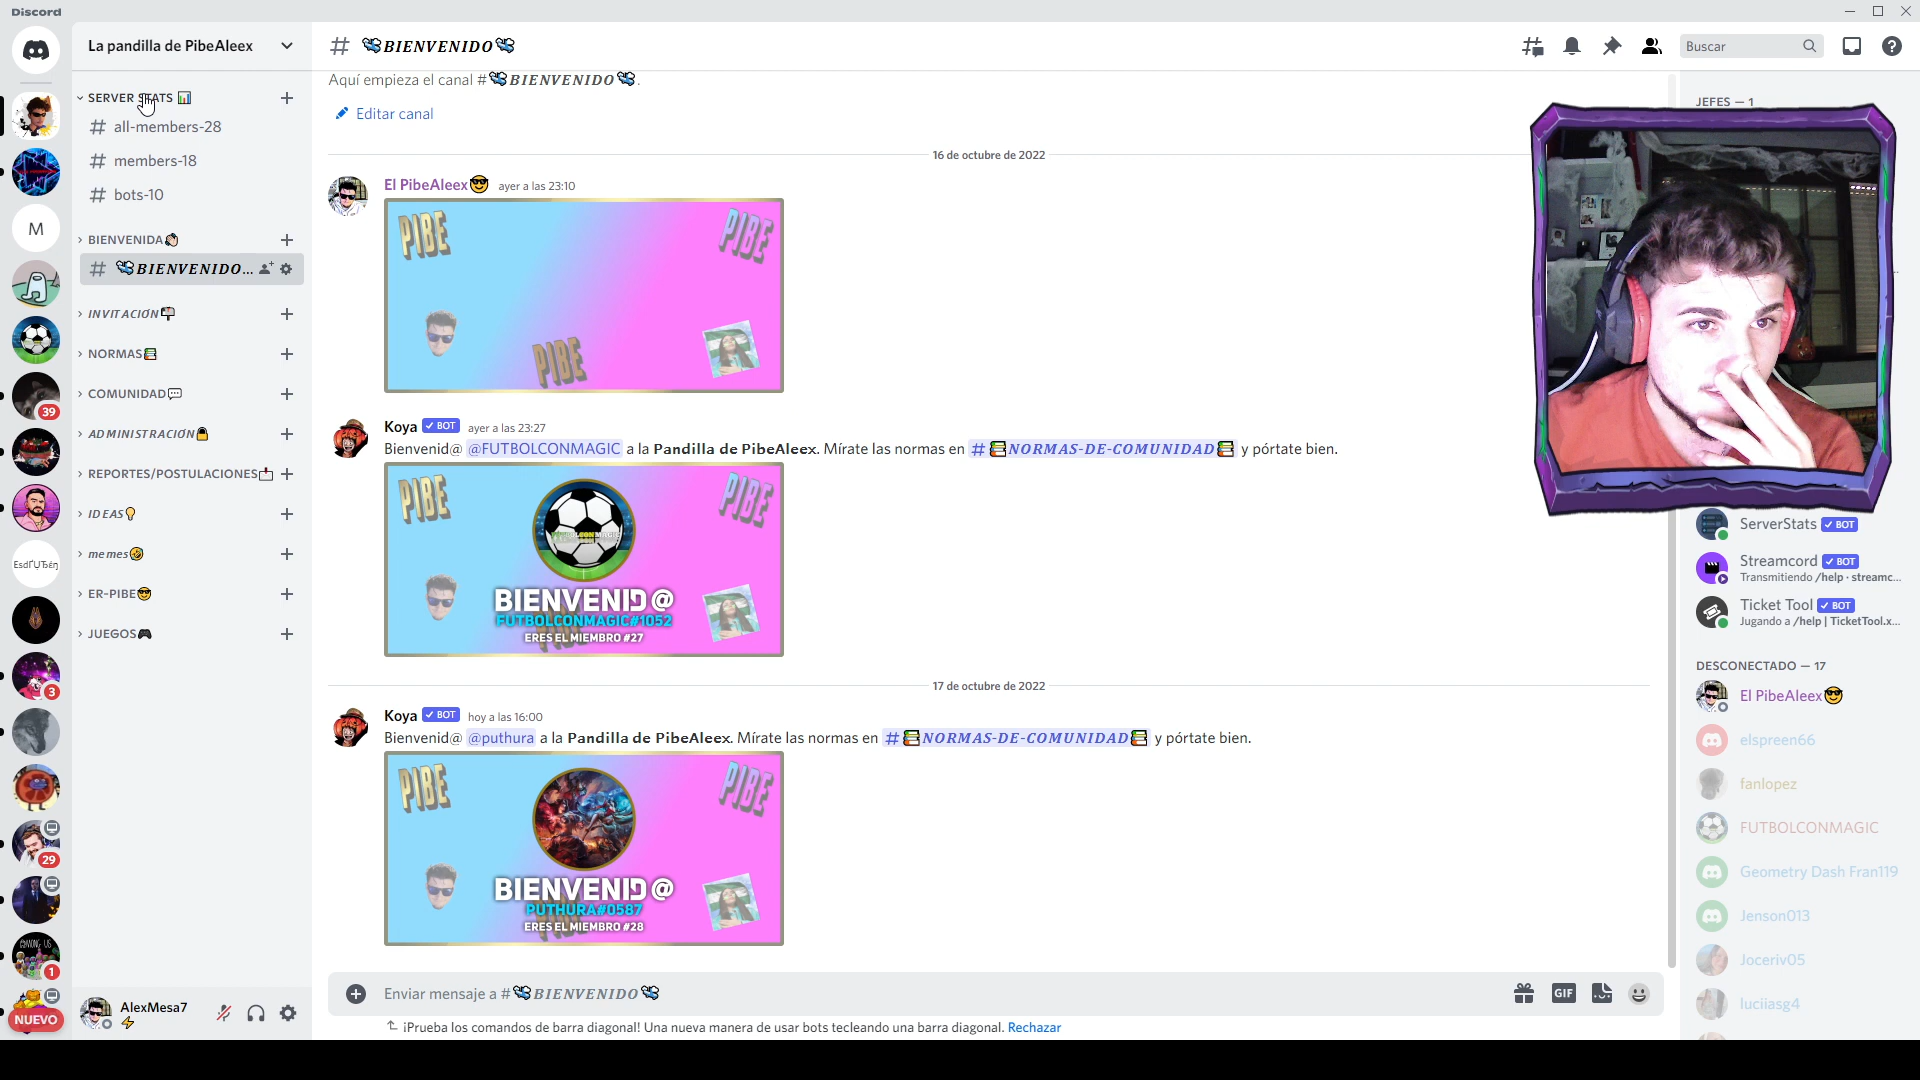 Discord
La pandilla de PibeAleex
#📽BIENVENIDO📽
Buscar
SERVER STATS 📊
# all-members-28
# members-18
# bots-10
BIENVENIDA👋🏻
# 📽BIENVENIDO...
INVITACIÓN📬
NORMAS📚
COMUNIDAD💬
ADMINISTRACIÓN🔒
REPORTES/POSTULACIONES📩
IDEAS💡
memes🤣
ER-PIBE😎
JUEGOS🎮
M
39
3
29
1
NUEVO
AlexMesa7
⚡
Aquí empieza el canal #📽BIENVENIDO📽.
Editar canal
16 de octubre de 2022
El PibeAleex😎 ayer a las 23:10
PIBE
PIBE
PIBE
Koya ✓ BOT ayer a las 23:27
Bienvenid@ @FUTBOLCONMAGIC a la Pandilla de PibeAleex. Mírate las normas en #📚NORMAS-DE-COMUNIDAD📚 y pórtate bien.
PIBE
PIBE
BIENVENID@
FUTBOLCONMAGIC#1052
ERES EL MIEMBRO #27
17 de octubre de 2022
Koya ✓ BOT hoy a las 16:00
Bienvenid@ @puthura a la Pandilla de PibeAleex. Mírate las normas en #📚NORMAS-DE-COMUNIDAD📚 y pórtate bien.
PIBE
PIBE
BIENVENID@
PUTHURA#0587
ERES EL MIEMBRO #28
Enviar mensaje a #📽BIENVENIDO📽
GIF
¡Prueba los comandos de barra diagonal! Una nueva manera de usar bots tecleando una barra diagonal. Rechazar
JEFES — 1
ServerStats ✓ BOT
Streamcord ✓ BOT
Transmitiendo /help · streamc...
Ticket Tool ✓ BOT
Jugando a /help | TicketTool.x...
DESCONECTADO — 17
El PibeAleex😎
elspreen66
fanlopez
FUTBOLCONMAGIC
Geometry Dash Fran119
Jenson013
Joceriv05
luciiasg4